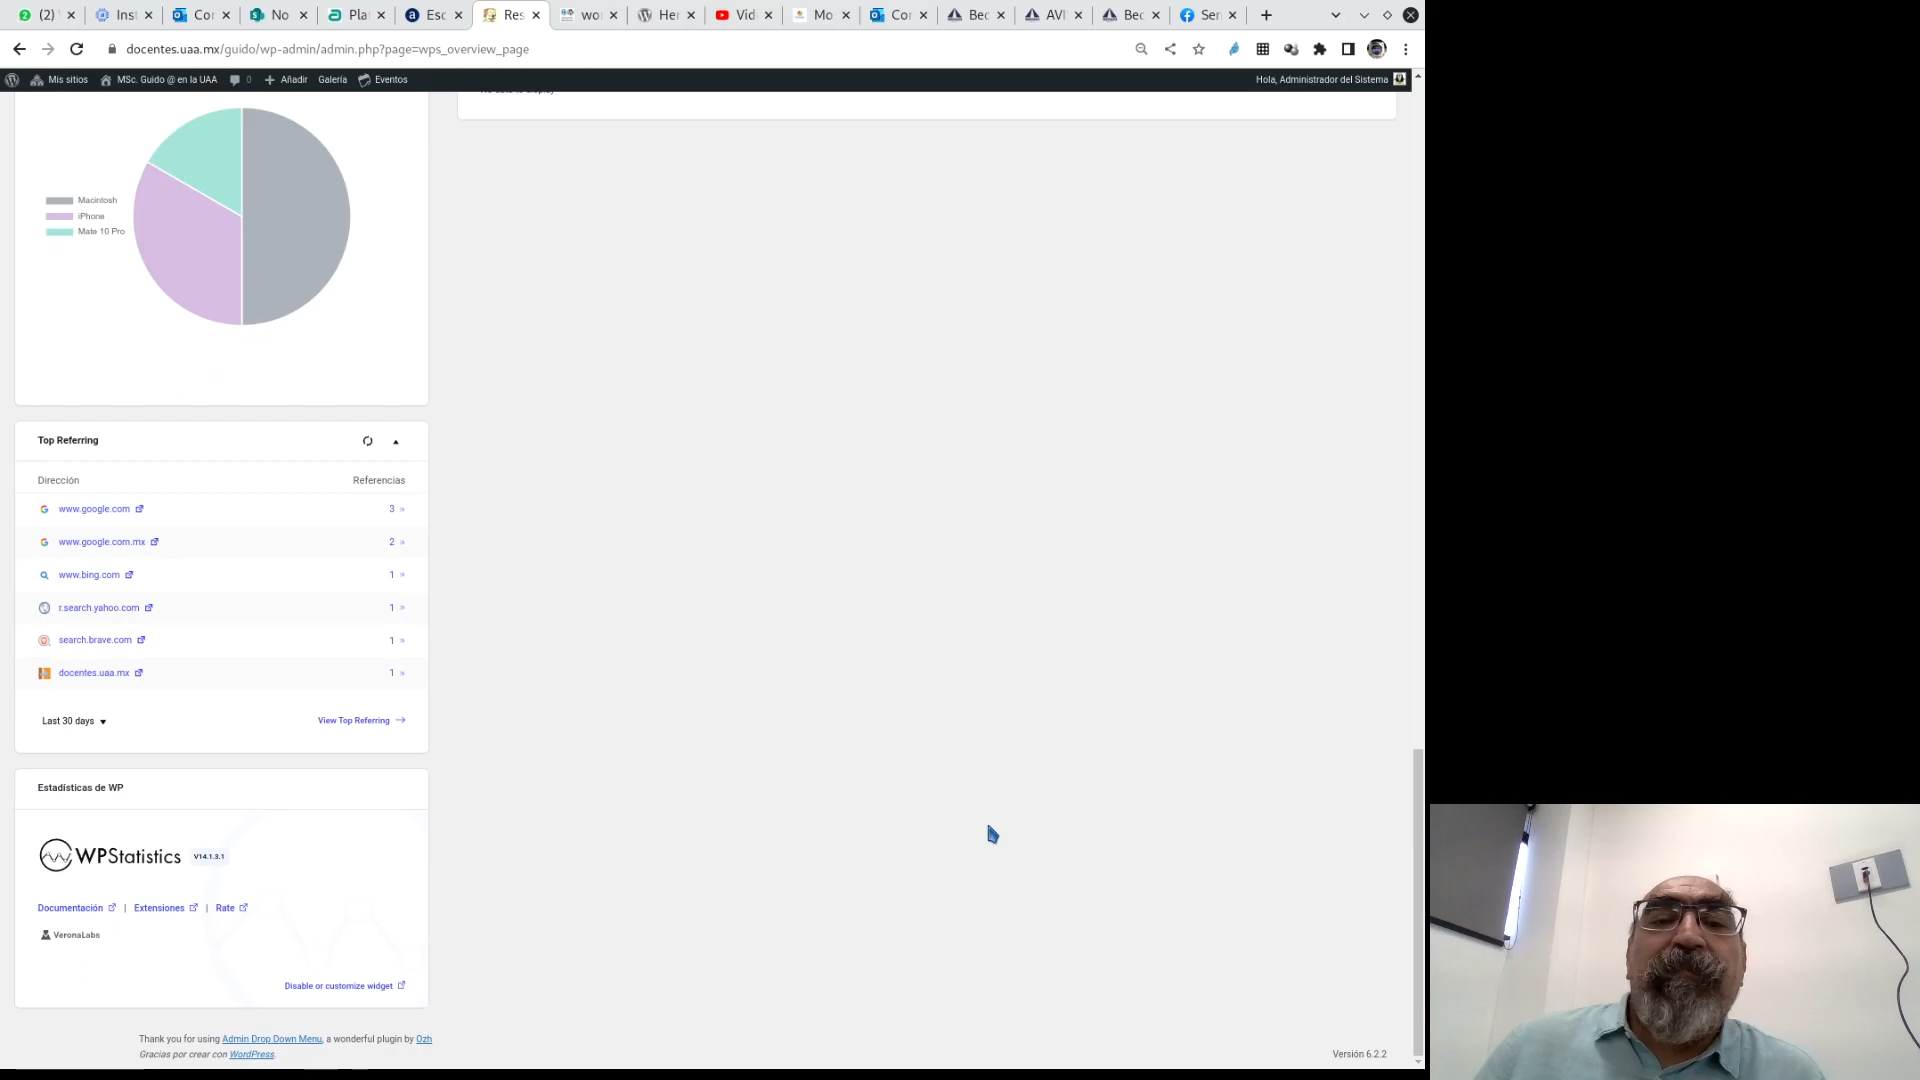 (2)
Inst
Cor
No
Pla
Esc
Res
wor
Her
Vid
Mo
Cor
Bec
AVI
Bec
Sen
docentes.uaa.mx/guido/wp-admin/admin.php?page=wps_overview_page
Mis sitios
MSc. Guido @ en la UAA
0
Añadir
Galería
Eventos
Hola, Administrador del Sistema
Macintosh
iPhone
Mate 10 Pro
Top Referring
Dirección Referencias
www.google.com 3 »
www.google.com.mx 2 »
www.bing.com 1 »
r.search.yahoo.com 1 »
search.brave.com 1 »
docentes.uaa.mx 1 »
Last 30 days View Top Referring
Estadísticas de WP
WPStatistics V14.1.3.1
Documentación | Extensiones | Rate
VeronaLabs
Disable or customize widget
Thank you for using Admin Drop Down Menu, a wonderful plugin by Ozh
Gracias por crear con WordPress.
Versión 6.2.2